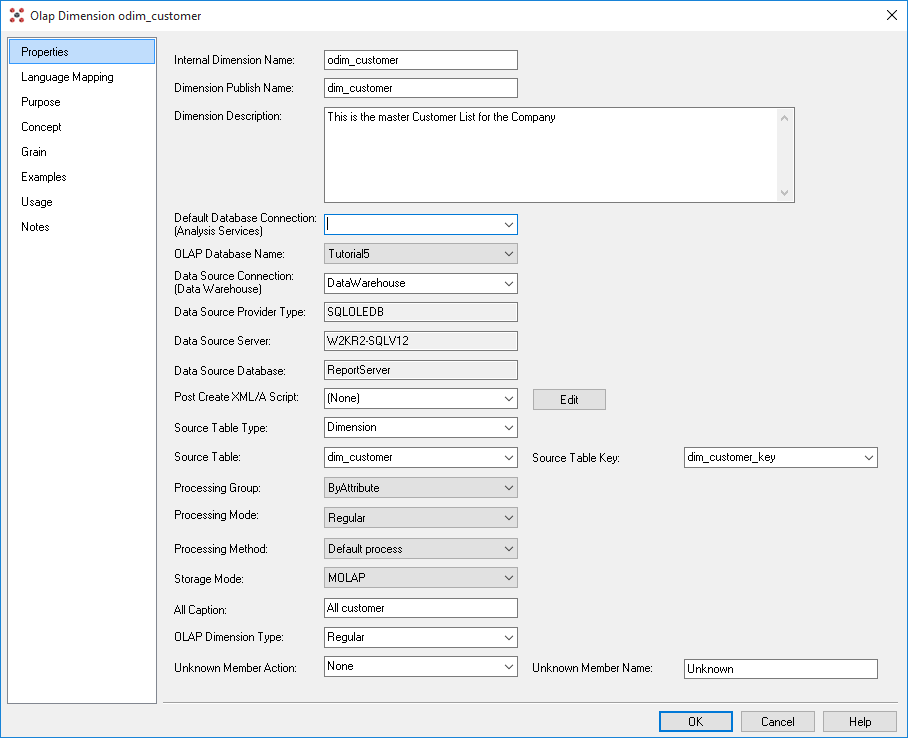 Olap Dimension odim_customer
Properties
Language Mapping
Purpose
Concept
Grain
Examples
Usage
Notes
Internal Dimension Name: odim_customer
Dimension Publish Name: dim_customer
Dimension Description: This is the master Customer List for the Company
Default Database Connection:
(Analysis Services)
OLAP Database Name: Tutorial5
Data Source Connection: DataWarehouse
(Data Warehouse)
Data Source Provider Type: SQLOLEDB
Data Source Server: W2KR2-SQLV12
Data Source Database: ReportServer
Post Create XML/A Script: (None) Edit
Source Table Type: Dimension
Source Table: dim_customer Source Table Key: dim_customer_key
Processing Group: ByAttribute
Processing Mode: Regular
Processing Method: Default process
Storage Mode: MOLAP
All Caption: All customer
OLAP Dimension Type: Regular
Unknown Member Action: None Unknown Member Name: Unknown
OK Cancel Help